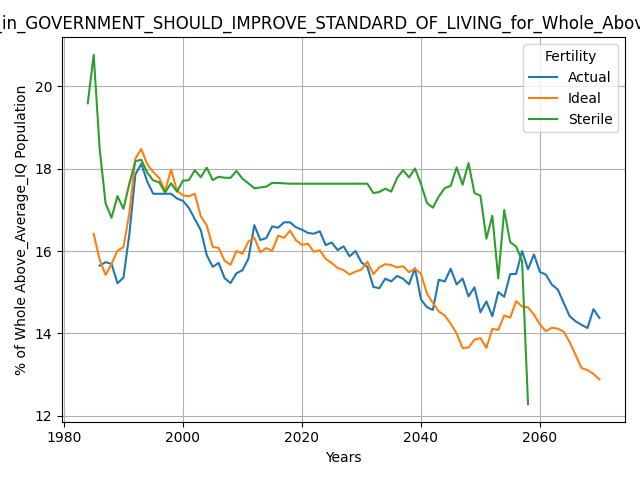 _in_GOVERNMENT_SHOULD_IMPROVE_STANDARD_OF_LIVING_for_Whole_Abov
Fertility
Actual
Ideal
Sterile
% of Whole Above_Average_IQ Population
20
18
16
14
12
1980
2000
2020
2040
2060
Years